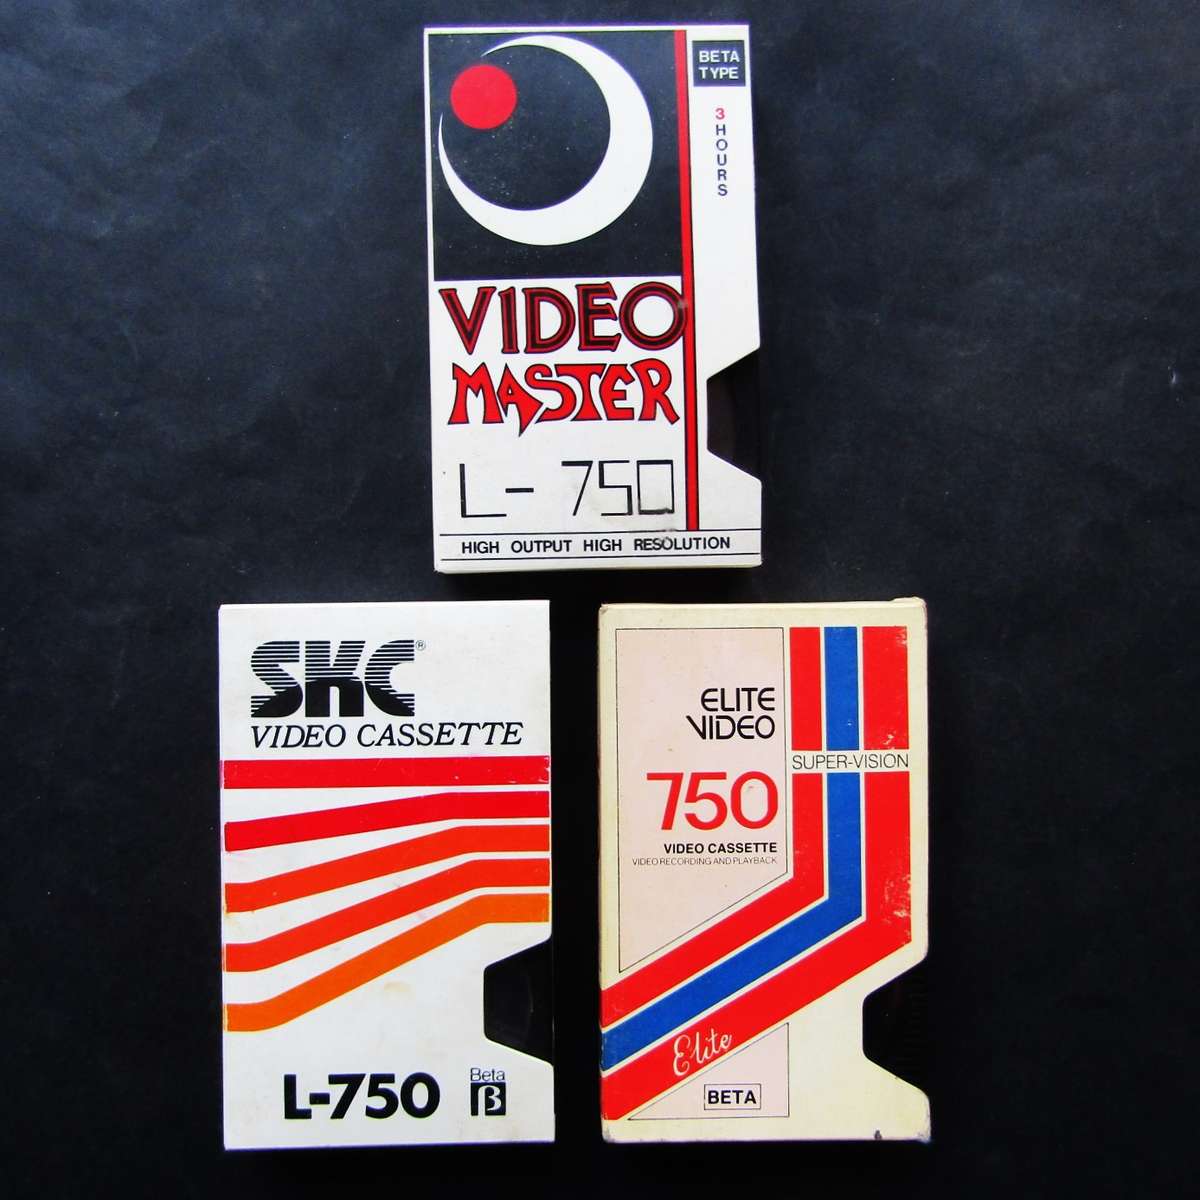 BETA
TYPE
3 HOURS
VIDEO
MASTER
L-750
HIGH OUTPUT HIGH RESOLUTION
SKC®
VIDEO CASSETTE
L-750
Beta
β
ELITE
VIDEO
750
VIDEO CASSETTE
VIDEO RECORDING AND PLAYBACK
SUPER-VISION
Elite
BETA